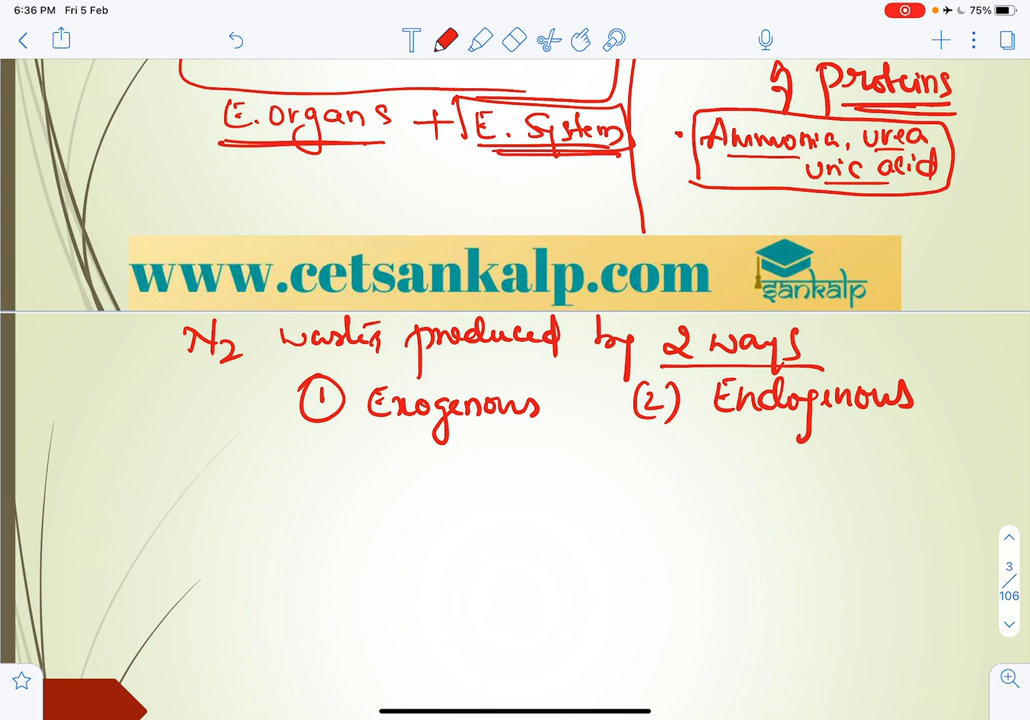 6:36 PM Fri 5 Feb
75%
Proteins
E. Organs + E. System
Ammonia, urea
uric acid
www.cetsankalp.com
sankalp
N2 wastes produced by 2 ways
① Exogenous (2) Endogenous
3
106